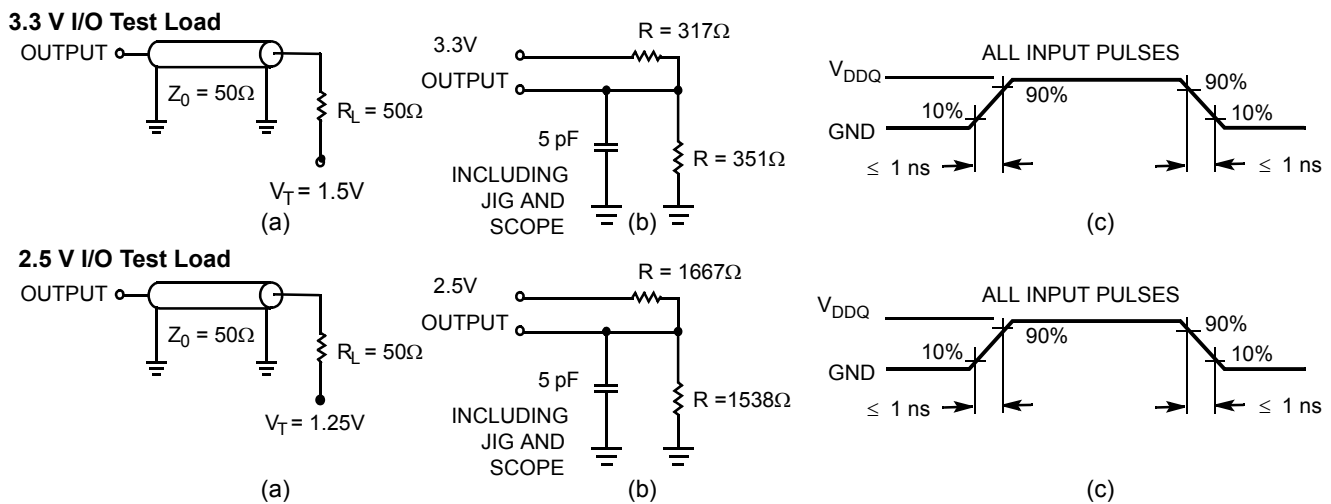 3.3 V I/O Test Load
OUTPUT
Z0 = 50Ω
RL = 50Ω
VT = 1.5V
(a)
3.3V
OUTPUT
R = 317Ω
5 pF
INCLUDING
JIG AND
SCOPE
R = 351Ω
(b)
ALL INPUT PULSES
VDDQ
GND
10%
90%
90%
10%
≤ 1 ns
≤ 1 ns
(c)
2.5 V I/O Test Load
OUTPUT
Z0 = 50Ω
RL = 50Ω
VT = 1.25V
(a)
2.5V
OUTPUT
R = 1667Ω
5 pF
INCLUDING
JIG AND
SCOPE
R =1538Ω
(b)
ALL INPUT PULSES
VDDQ
GND
10%
90%
90%
10%
≤ 1 ns
≤ 1 ns
(c)